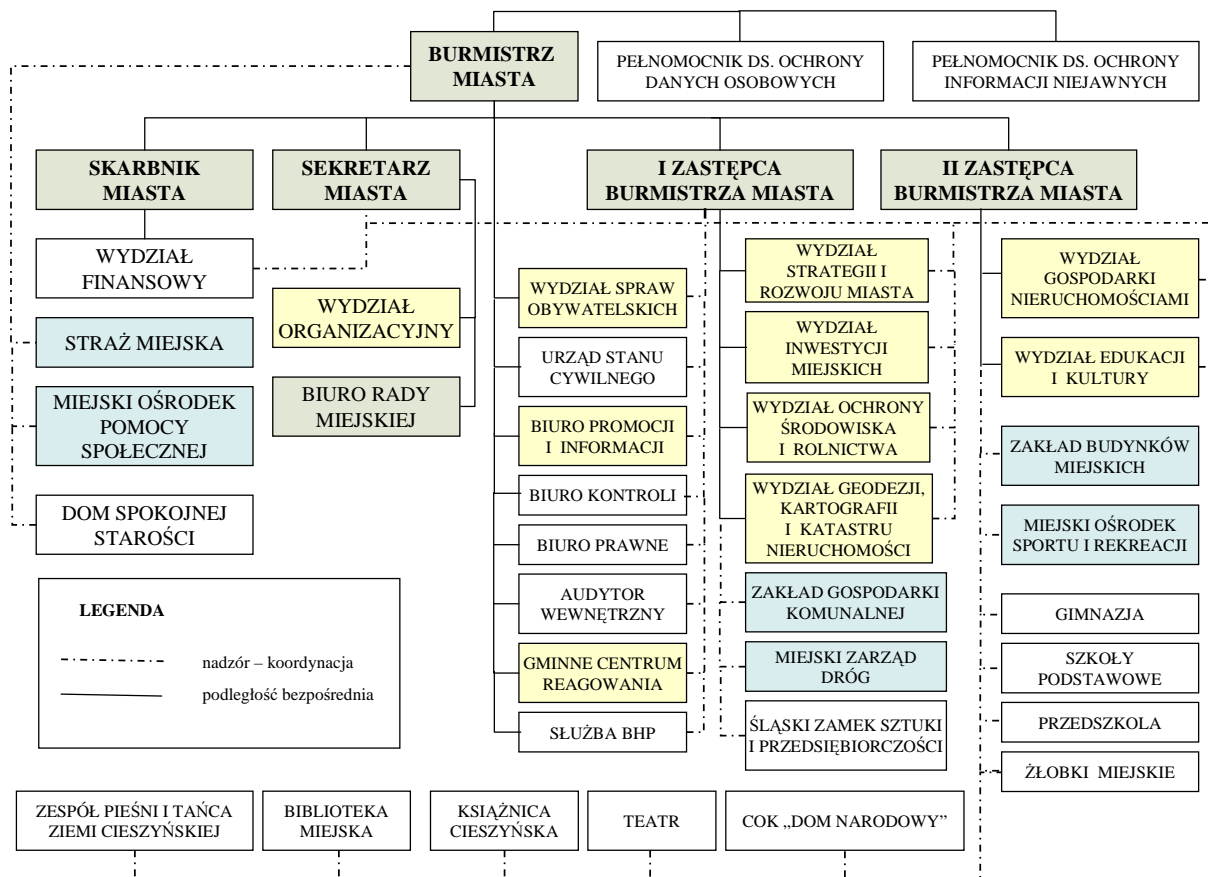 BURMISTRZ
MIASTA
PEŁNOMOCNIK DS. OCHRONY
DANYCH OSOBOWYCH
PEŁNOMOCNIK DS. OCHRONY
INFORMACJI NIEJAWNYCH
SKARBNIK
MIASTA
SEKRETARZ
MIASTA
I ZASTĘPCA
BURMISTRZA MIASTA
II ZASTĘPCA
BURMISTRZA MIASTA
WYDZIAŁ
FINANSOWY
STRAŻ MIEJSKA
MIEJSKI OŚRODEK
POMOCY
SPOŁECZNEJ
DOM SPOKOJNEJ
STAROŚCI
WYDZIAŁ
ORGANIZACYJNY
BIURO RADY
MIEJSKIEJ
WYDZIAŁ SPRAW
OBYWATELSKICH
URZĄD STANU
CYWILNEGO
BIURO PROMOCJI
I INFORMACJI
BIURO KONTROLI
BIURO PRAWNE
AUDYTOR
WEWNĘTRZNY
GMINNE CENTRUM
REAGOWANIA
SŁUŻBA BHP
WYDZIAŁ
STRATEGII I
ROZWOJU MIASTA
WYDZIAŁ
INWESTYCJI
MIEJSKICH
WYDZIAŁ OCHRONY
ŚRODOWISKA
I ROLNICTWA
WYDZIAŁ GEODEZJI,
KARTOGRAFII
I KATASTRU
NIERUCHOMOŚCI
ZAKŁAD GOSPODARKI
KOMUNALNEJ
MIEJSKI ZARZĄD
DRÓG
ŚLĄSKI ZAMEK SZTUKI
I PRZEDSIĘBIORCZOŚCI
WYDZIAŁ
GOSPODARKI
NIERUCHOMOŚCIAMI
WYDZIAŁ EDUKACJI
I KULTURY
ZAKŁAD BUDYNKÓW
MIEJSKICH
MIEJSKI OŚRODEK
SPORTU I REKREACJI
GIMNAZJA
SZKOŁY
PODSTAWOWE
PRZEDSZKOLA
ŻŁOBKI MIEJSKIE
LEGENDA
nadzór – koordynacja
podległość bezpośrednia
ZESPÓŁ PIEŚNI I TAŃCA
ZIEMI CIESZYŃSKIEJ
BIBLIOTEKA
MIEJSKA
KSIĄŻNICA
CIESZYŃSKA
TEATR
COK „DOM NARODOWY”